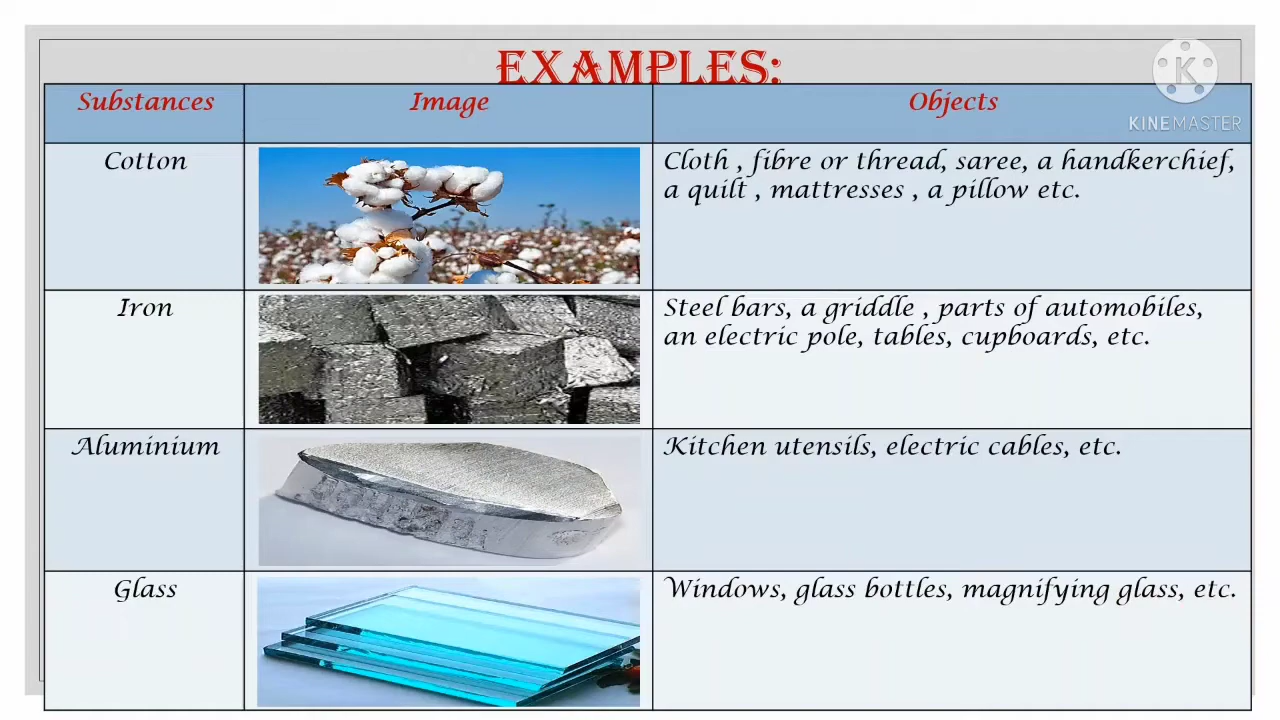 EXAMPLES:
K
KINEMASTER
Substances Image Objects
Cotton
Cloth , fibre or thread, saree, a handkerchief,
a quilt , mattresses , a pillow etc.
Iron
Steel bars, a griddle , parts of automobiles,
an electric pole, tables, cupboards, etc.
Aluminium
Kitchen utensils, electric cables, etc.
Glass
Windows, glass bottles, magnifying glass, etc.